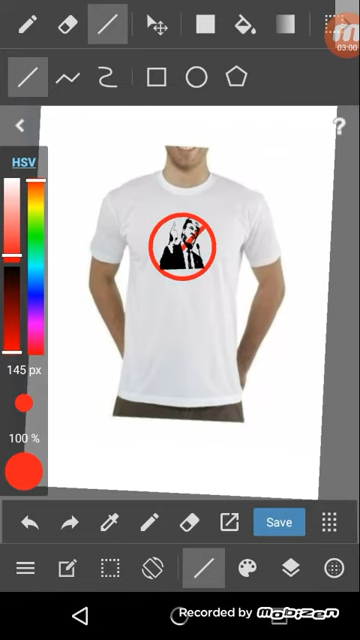 03:00
HSV
?
145 px
100 %
Save
Recorded by mobizen